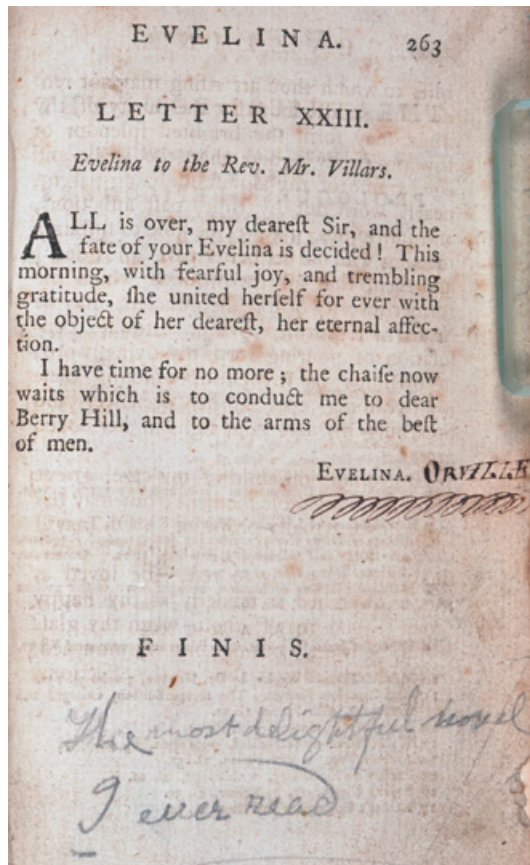 EVELINA. 263
LETTER XXIII.
Evelina to the Rev. Mr. Villars.
ALL is over, my deareſt Sir, and the
fate of your Evelina is decided! This
morning, with fearful joy, and trembling
gratitude, ſhe united herſelf for ever with
the object of her deareſt, her eternal affec-
tion.
I have time for no more; the chaiſe now
waits which is to conduct me to dear
Berry Hill, and to the arms of the beſt
of men.
EVELINA. ORVILLE
FINIS.
The most delightful novel
I ever read